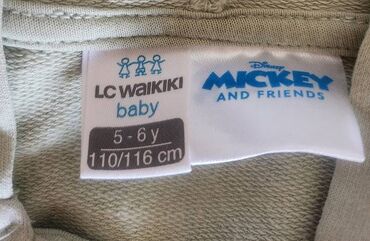 LC WAIKIKI
baby
5 - 6 y
110/116 cm
Disney
MICKEY
AND FRIENDS